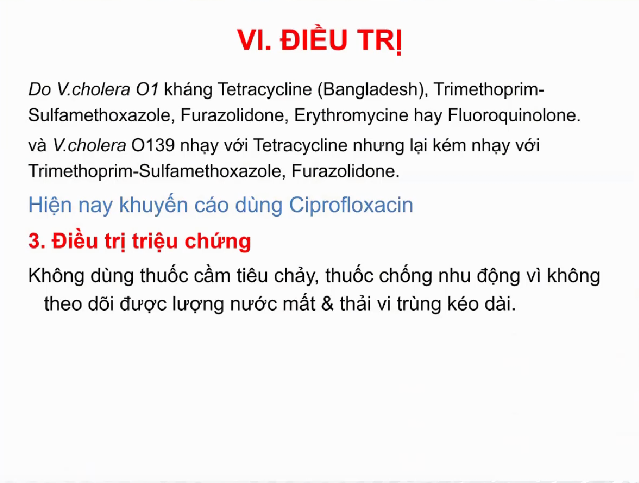 VI. ĐIỀU TRỊ
Do V.cholera O1 kháng Tetracycline (Bangladesh), Trimethoprim-
Sulfamethoxazole, Furazolidone, Erythromycine hay Fluoroquinolone.
và V.cholera O139 nhạy với Tetracycline nhưng lại kém nhạy với
Trimethoprim-Sulfamethoxazole, Furazolidone.
Hiện nay khuyến cáo dùng Ciprofloxacin
3. Điều trị triệu chứng
Không dùng thuốc cầm tiêu chảy, thuốc chống nhu động vì không
theo dõi được lượng nước mất & thải vi trùng kéo dài.